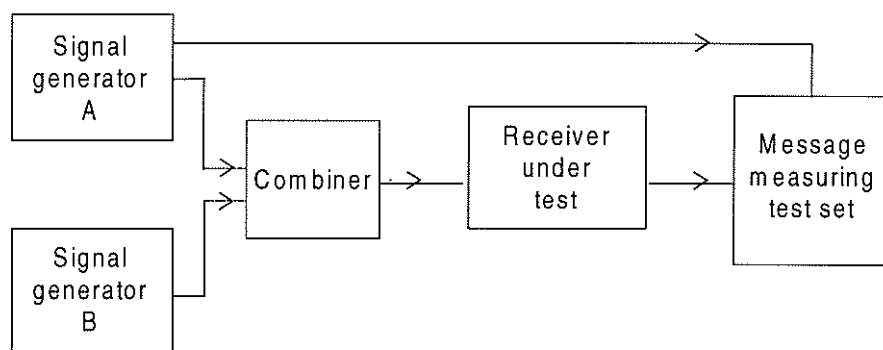 Signal
generator
A
Combiner
Receiver
under
test
Message
measuring
test set
Signal
generator
B